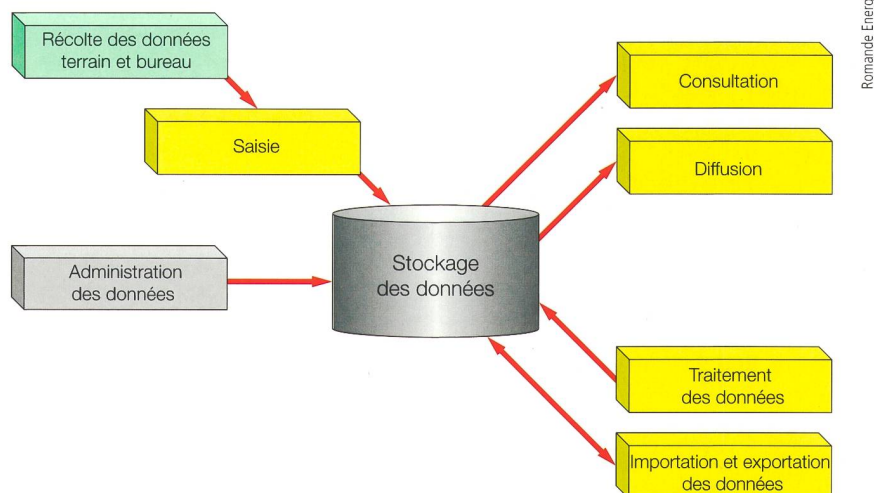 Récolte des données
terrain et bureau
Saisie
Administration
des données
Stockage
des données
Consultation
Diffusion
Traitement
des données
Importation et exportation
des données
Romande